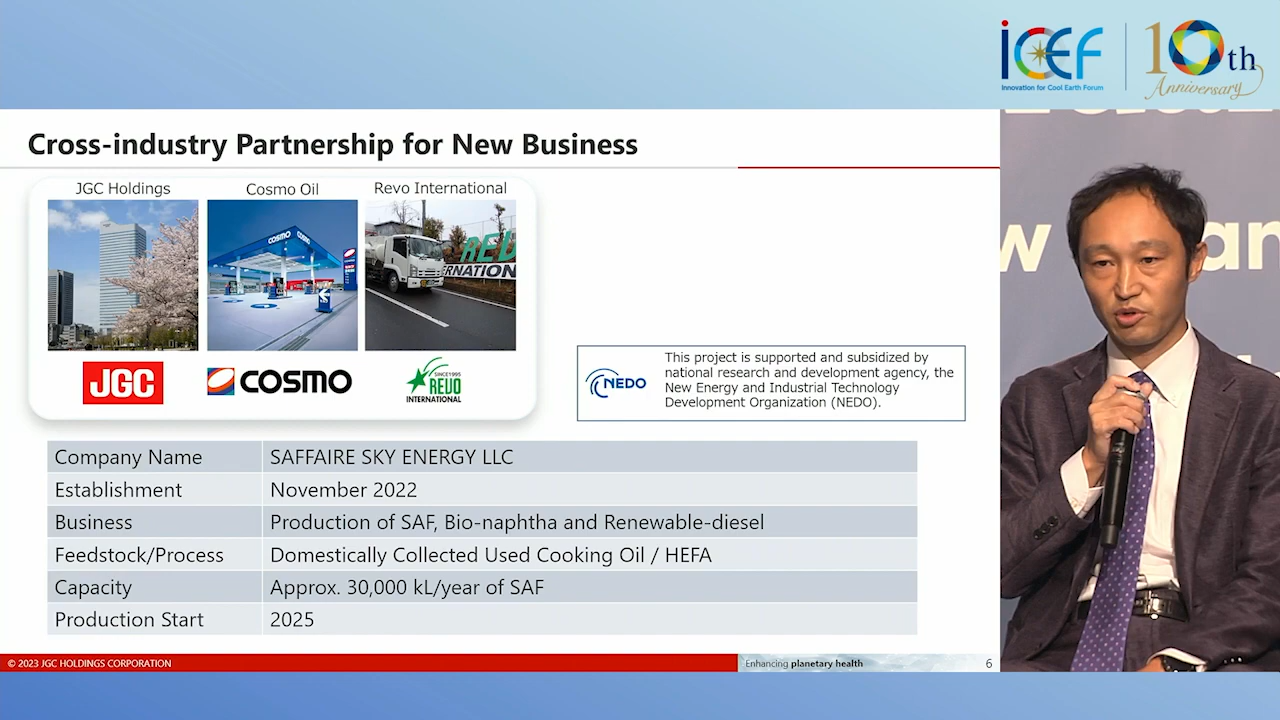 ICEF
Innovation for Cool Earth Forum
10th
Anniversary
Cross-industry Partnership for New Business
JGC Holdings
Cosmo Oil
Revo International
COSMO
JGC
COSMO
SINCE1995
REVO
INTERNATIONAL
NEDO
This project is supported and subsidized by
national research and development agency, the
New Energy and Industrial Technology
Development Organization (NEDO).
Company Name SAFFAIRE SKY ENERGY LLC
Establishment November 2022
Business Production of SAF, Bio-naphtha and Renewable-diesel
Feedstock/Process Domestically Collected Used Cooking Oil / HEFA
Capacity Approx. 30,000 kL/year of SAF
Production Start 2025
© 2023 JGC HOLDINGS CORPORATION
Enhancing planetary health
6